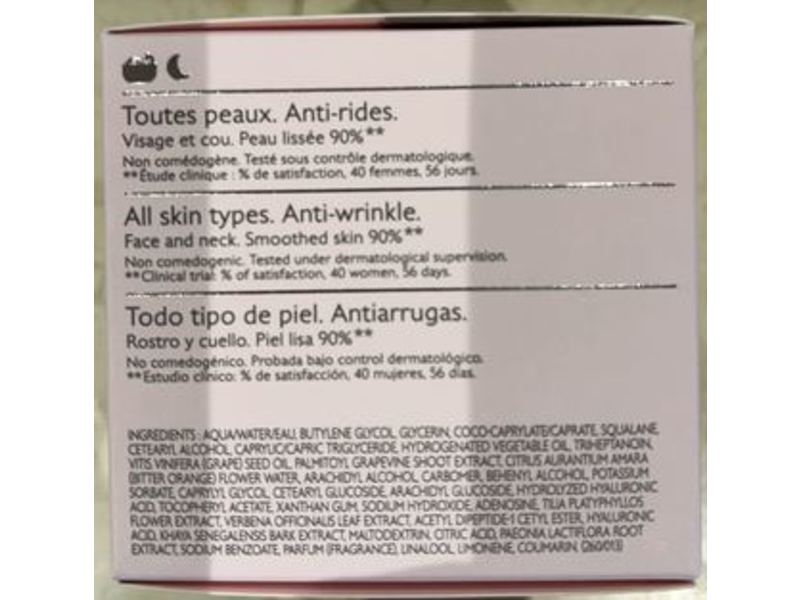 Toutes peaux. Anti-rides.
Visage et cou. Peau lissée 90%**
Non comédogène. Testé sous contrôle dermatologique.
**Étude clinique : % de satisfaction, 40 femmes, 56 jours.
All skin types. Anti-wrinkle.
Face and neck. Smoothed skin 90%**
Non comedogenic. Tested under dermatological supervision.
**Clinical trial: % of satisfaction, 40 women, 56 days.
Todo tipo de piel. Antiarrugas.
Rostro y cuello. Piel lisa 90%**
No comedogénico. Probada bajo control dermatológico.
**Estudio clínico: % de satisfacción, 40 mujeres, 56 días.
INGREDIENTS : AQUA/WATER/EAU, BUTYLENE GLYCOL, GLYCERIN, COCO-CAPRYLATE/CAPRATE, SQUALANE,
CETEARYL ALCOHOL, CAPRYLIC/CAPRIC TRIGLYCERIDE, HYDROGENATED VEGETABLE OIL, TRIHEPTANOIN,
VITIS VINIFERA (GRAPE) SEED OIL, PALMITOYL GRAPEVINE SHOOT EXTRACT, CITRUS AURANTIUM AMARA
(BITTER ORANGE) FLOWER WATER, ARACHIDYL ALCOHOL, CARBOMER, BEHENYL ALCOHOL, POTASSIUM
SORBATE, CAPRYLYL GLYCOL, CETEARYL GLUCOSIDE, ARACHIDYL GLUCOSIDE, HYDROLYZED HYALURONIC
ACID, TOCOPHERYL ACETATE, XANTHAN GUM, SODIUM HYDROXIDE, ADENOSINE, TILIA PLATYPHYLLOS
FLOWER EXTRACT, VERBENA OFFICINALIS LEAF EXTRACT, ACETYL DIPEPTIDE-1 CETYL ESTER, HYALURONIC
ACID, KHAYA SENEGALENSIS BARK EXTRACT, MALTODEXTRIN, CITRIC ACID, PAEONIA LACTIFLORA ROOT
EXTRACT, SODIUM BENZOATE, PARFUM (FRAGRANCE), LINALOOL, LIMONENE, COUMARIN. (260/013)